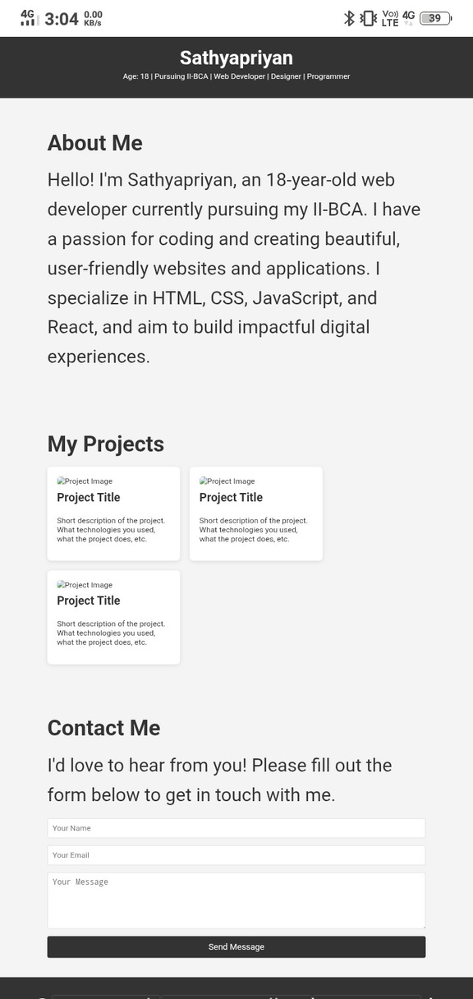 4G 3:04 0.00 KB/s Vo)) LTE 4G 39
Sathyapriyan
Age: 18 | Pursuing II-BCA | Web Developer | Designer | Programmer
About Me
Hello! I'm Sathyapriyan, an 18-year-old web
developer currently pursuing my II-BCA. I have
a passion for coding and creating beautiful,
user-friendly websites and applications. I
specialize in HTML, CSS, JavaScript, and
React, and aim to build impactful digital
experiences.
My Projects
Project Image
Project Title
Short description of the project.
What technologies you used,
what the project does, etc.
Project Image
Project Title
Short description of the project.
What technologies you used,
what the project does, etc.
Project Image
Project Title
Short description of the project.
What technologies you used,
what the project does, etc.
Contact Me
I'd love to hear from you! Please fill out the
form below to get in touch with me.
Your Name
Your Email
Your Message
Send Message